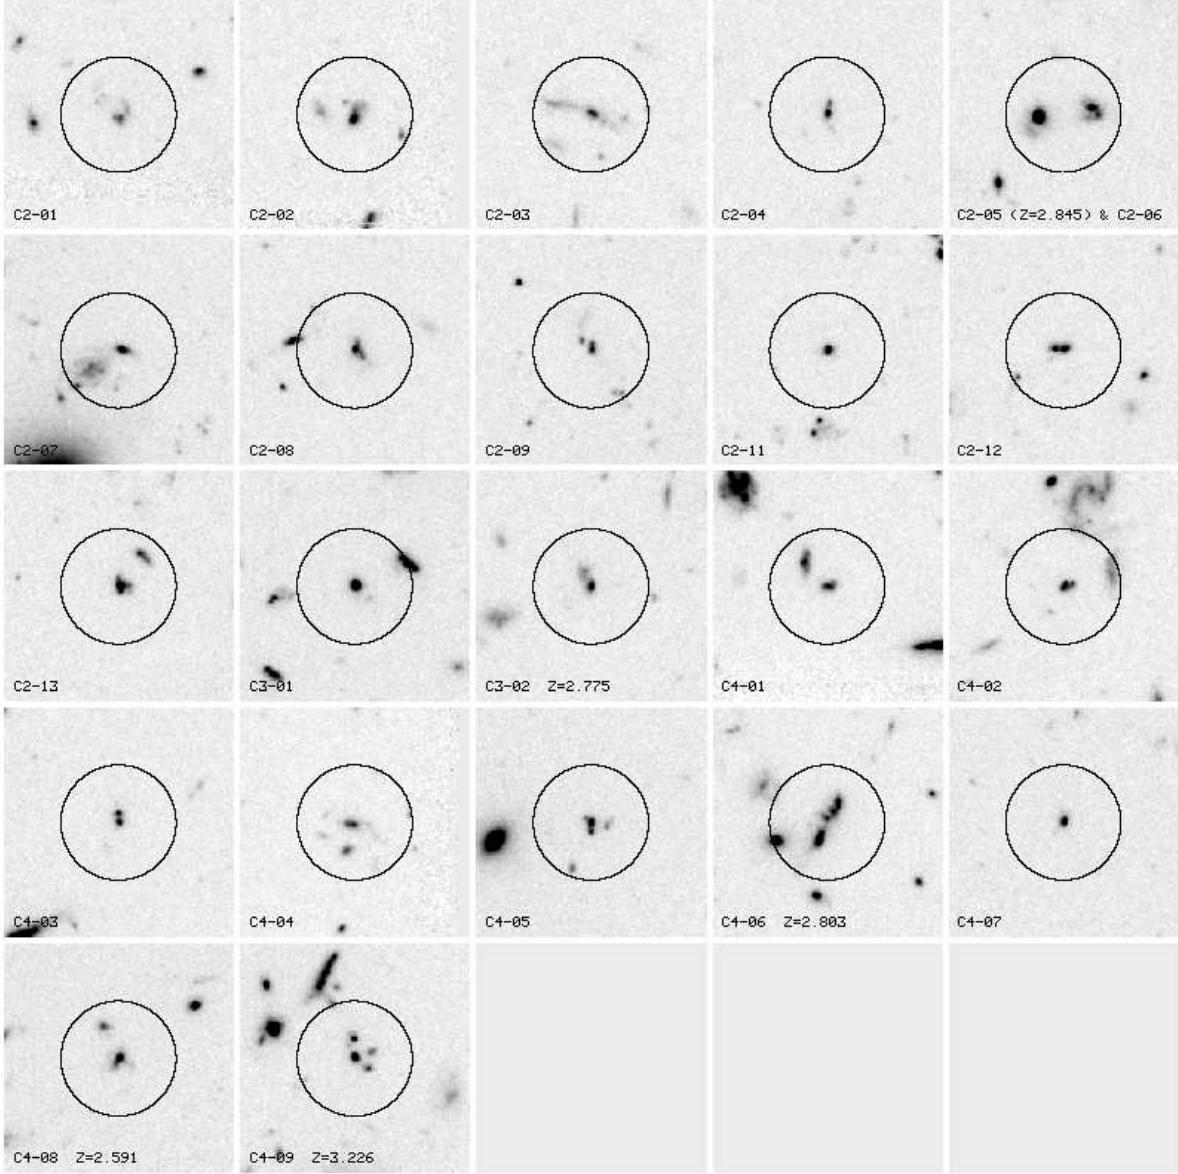 C2-01
C2-02
C2-03
C2-04
C2-05 (Z=2.845) & C2-06
C2-07
C2-08
C2-09
C2-11
C2-12
C2-13
C3-01
C3-02 Z=2.775
C4-01
C4-02
C4-03
C4-04
C4-05
C4-06 Z=2.803
C4-07
C4-08 Z=2.591
C4-09 Z=3.226